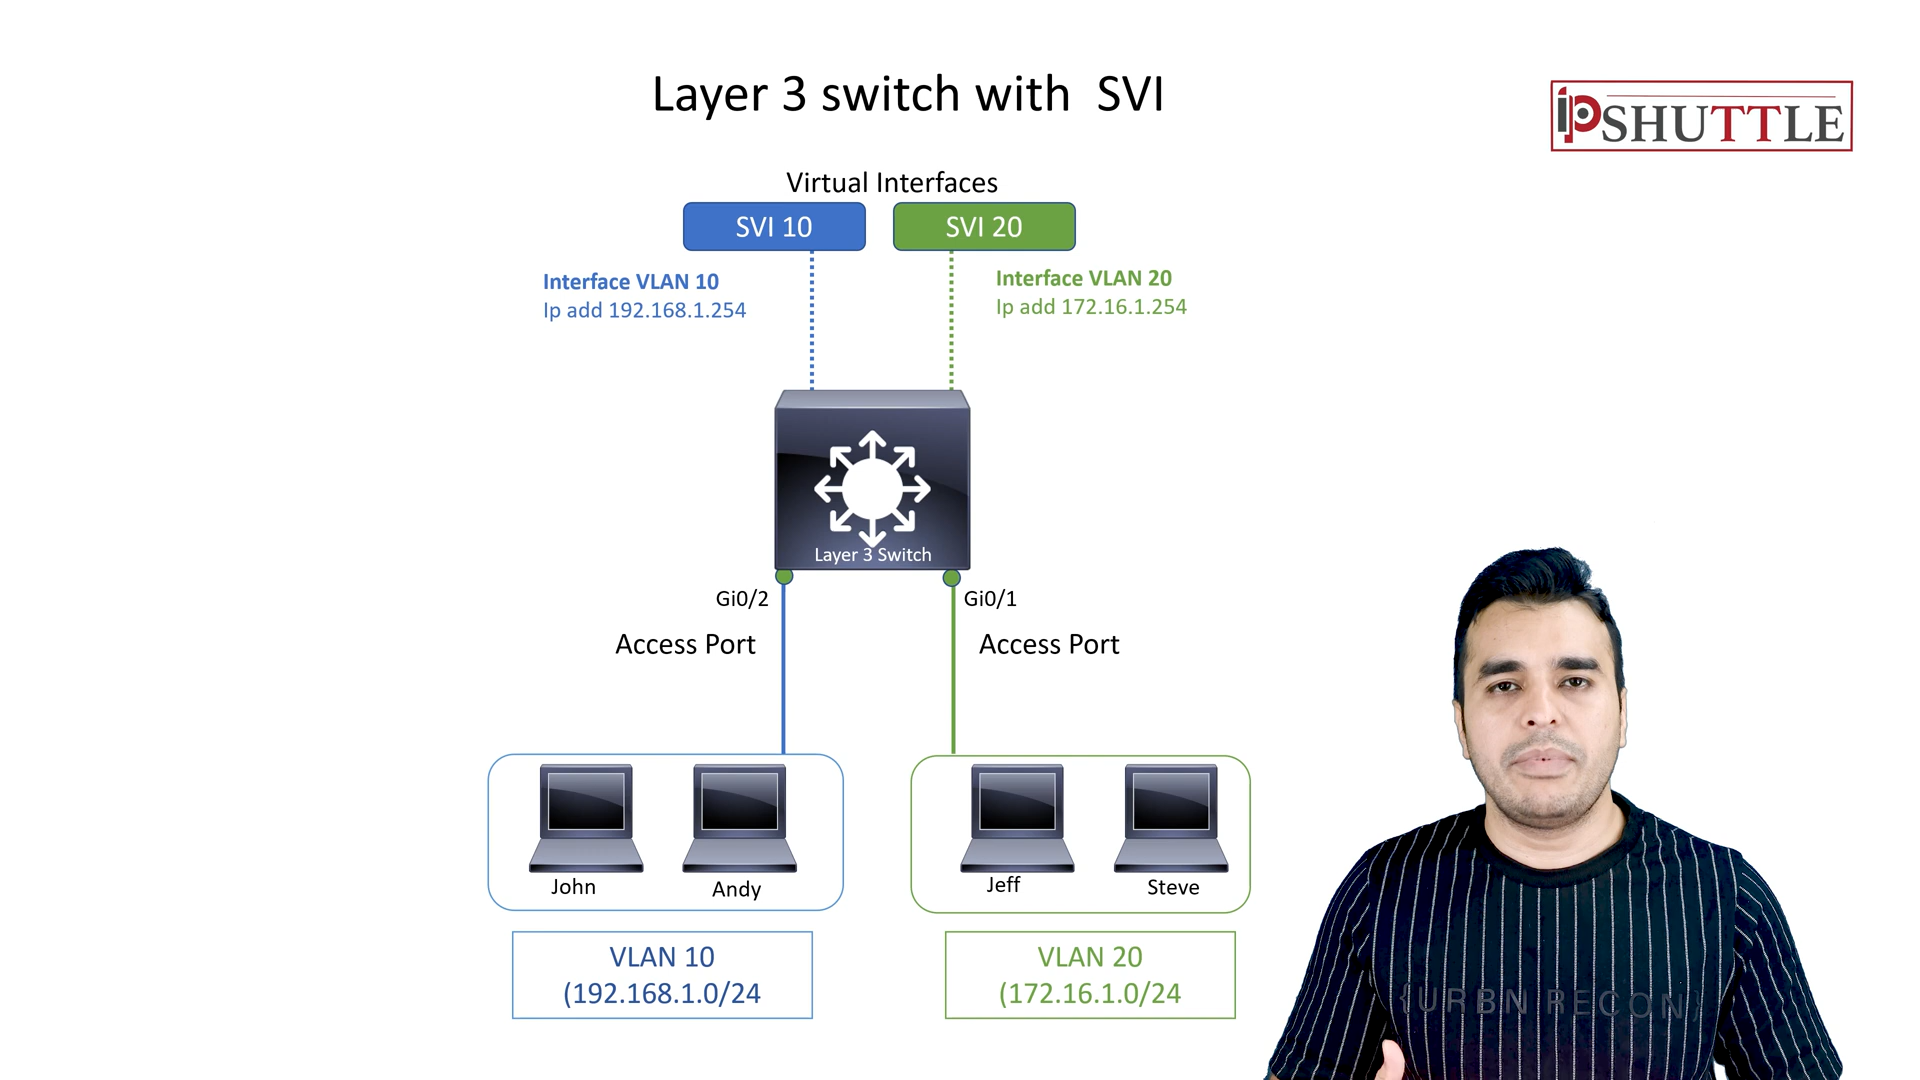 Layer 3 switch with SVI
ipSHUTTLE
Virtual Interfaces
SVI 10
SVI 20
Interface VLAN 10
Ip add 192.168.1.254
Interface VLAN 20
Ip add 172.16.1.254
Layer 3 Switch
Gi0/2
Gi0/1
Access Port
Access Port
John
Andy
Jeff
Steve
VLAN 10
(192.168.1.0/24
VLAN 20
(172.16.1.0/24
{URBN RECON}